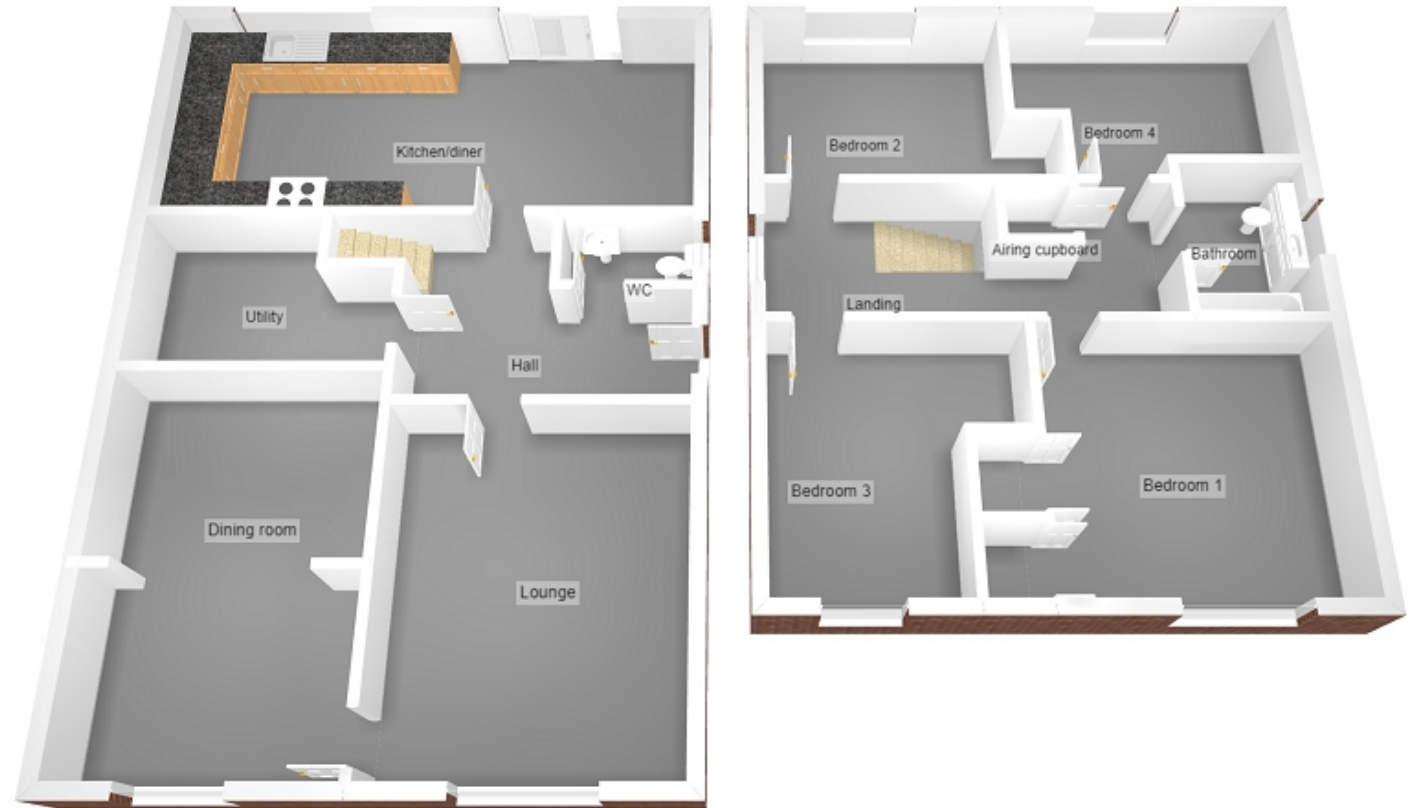 Kitchen/diner
WC
Utility
Hall
Dining room
Lounge
Bedroom 4
Bedroom 2
Airing cupboard
Bathroom
Landing
Bedroom 3
Bedroom 1